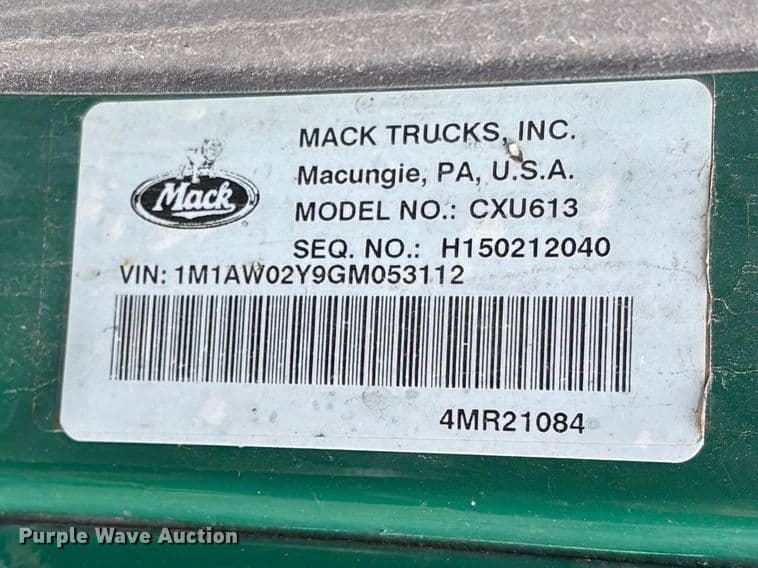 MACK TRUCKS, INC.
Macungie, PA, U.S.A.
Mack
MODEL NO.: CXU613
SEQ. NO.: H150212040
VIN: 1M1AW02Y9GM053112
4MR21084
Purple Wave Auction